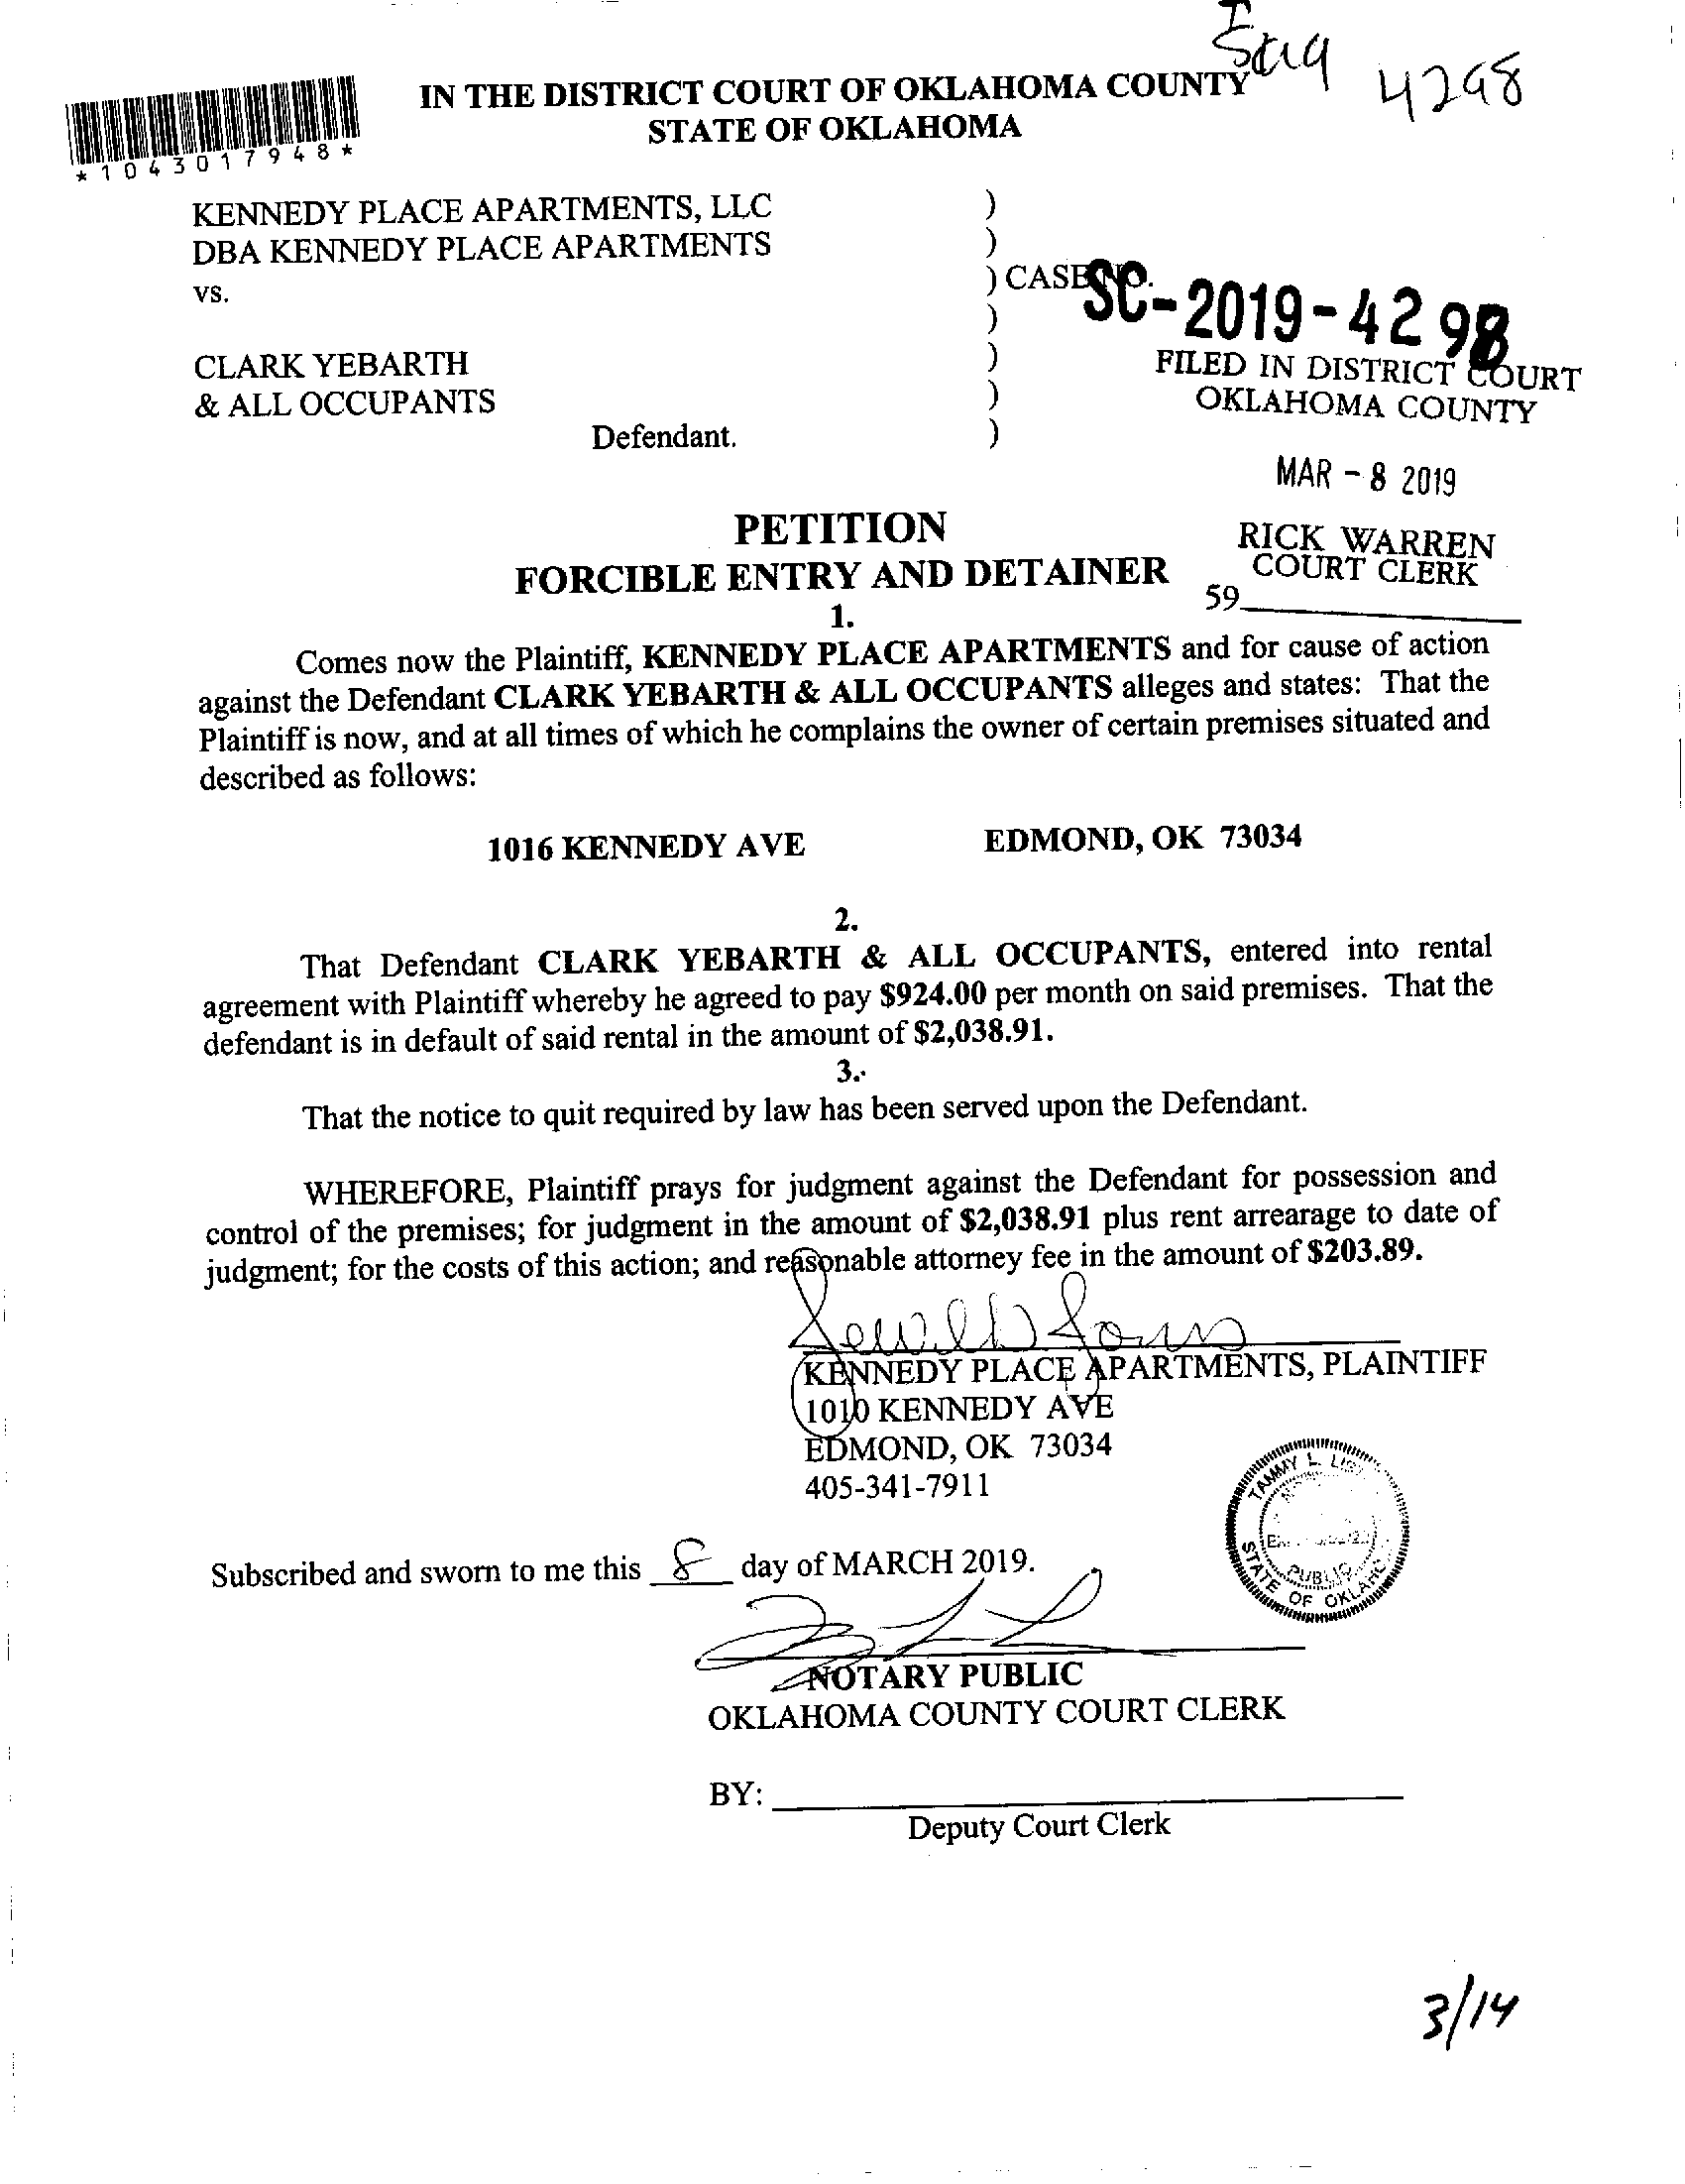 4298
IN THE DISTRICT COURT OF OKLAHOMA COUNTY
STATE OF OKLAHOMA
*1043017948*
KENNEDY PLACE APARTMENTS, LLC )
DBA KENNEDY PLACE APARTMENTS )
vs. ) CASE NO. SC-2019-4298
)
CLARK YEBARTH )
& ALL OCCUPANTS )
Defendant. )
FILED IN DISTRICT COURT
OKLAHOMA COUNTY
MAR - 8 2019
RICK WARREN
COURT CLERK
59
PETITION
FORCIBLE ENTRY AND DETAINER
1.
Comes now the Plaintiff, KENNEDY PLACE APARTMENTS and for cause of action
against the Defendant CLARK YEBARTH & ALL OCCUPANTS alleges and states: That the
Plaintiff is now, and at all times of which he complains the owner of certain premises situated and
described as follows:
1016 KENNEDY AVE EDMOND, OK 73034
2.
That Defendant CLARK YEBARTH & ALL OCCUPANTS, entered into rental
agreement with Plaintiff whereby he agreed to pay $924.00 per month on said premises. That the
defendant is in default of said rental in the amount of $2,038.91.
3.
That the notice to quit required by law has been served upon the Defendant.
WHEREFORE, Plaintiff prays for judgment against the Defendant for possession and
control of the premises; for judgment in the amount of $2,038.91 plus rent arrearage to date of
judgment; for the costs of this action; and reasonable attorney fee in the amount of $203.89.
KENNEDY PLACE APARTMENTS, PLAINTIFF
1010 KENNEDY AVE
EDMOND, OK 73034
405-341-7911
TAMMY L.
PUBLIC
STATE OF OKLAHO
Subscribed and sworn to me this 8 day of MARCH 2019.
NOTARY PUBLIC
OKLAHOMA COUNTY COURT CLERK
BY:
Deputy Court Clerk
3/14